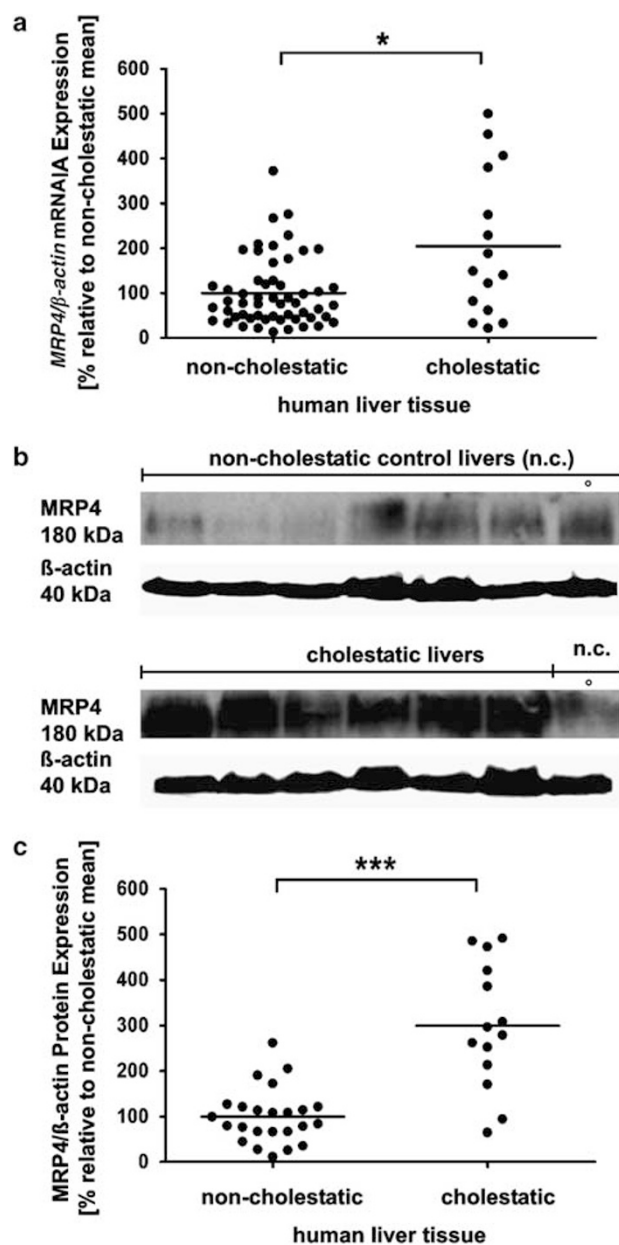 a
MRP4/β-actin mRNA|A Expression
[% relative to non-cholestatic mean]
*
600
500
400
300
200
100
0
non-cholestatic cholestatic
human liver tissue
b
non-cholestatic control livers (n.c.)
°
MRP4
180 kDa
ß-actin
40 kDa
cholestatic livers n.c.
°
MRP4
180 kDa
ß-actin
40 kDa
c
MRP4/ß-actin Protein Expression
[% relative to non-cholestatic mean]
***
600
500
400
300
200
100
0
non-cholestatic cholestatic
human liver tissue